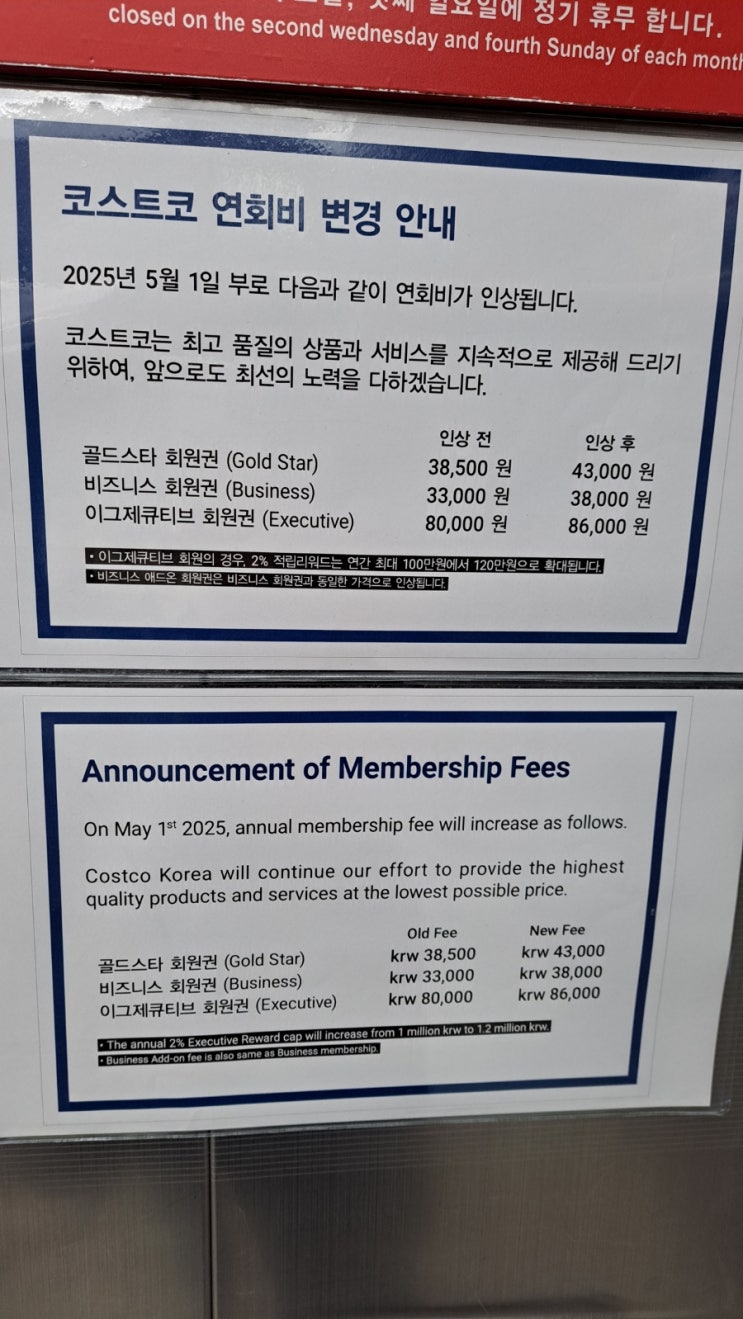 일요일에 정기 휴무 합니다.
closed on the second wednesday and fourth Sunday of each month
코스트코 연회비 변경 안내
2025년 5월 1일 부로 다음과 같이 연회비가 인상됩니다.
코스트코는 최고 품질의 상품과 서비스를 지속적으로 제공해 드리기
위하여, 앞으로도 최선의 노력을 다하겠습니다.
인상 전 인상 후
골드스타 회원권 (Gold Star) 38,500 원 43,000 원
비즈니스 회원권 (Business) 33,000 원 38,000 원
이그제큐티브 회원권 (Executive) 80,000 원 86,000 원
• 이그제큐티브 회원의 경우, 2% 적립리워드는 연간 최대 100만원에서 120만원으로 확대됩니다.
• 비즈니스 애드온 회원권은 비즈니스 회원권과 동일한 가격으로 인상됩니다.
Announcement of Membership Fees
On May 1st 2025, annual membership fee will increase as follows.
Costco Korea will continue our effort to provide the highest
quality products and services at the lowest possible price.
Old Fee New Fee
골드스타 회원권 (Gold Star) krw 38,500 krw 43,000
비즈니스 회원권 (Business) krw 33,000 krw 38,000
이그제큐티브 회원권 (Executive) krw 80,000 krw 86,000
• The annual 2% Executive Reward cap will increase from 1 million krw to 1.2 million krw.
• Business Add-on fee is also same as Business membership.